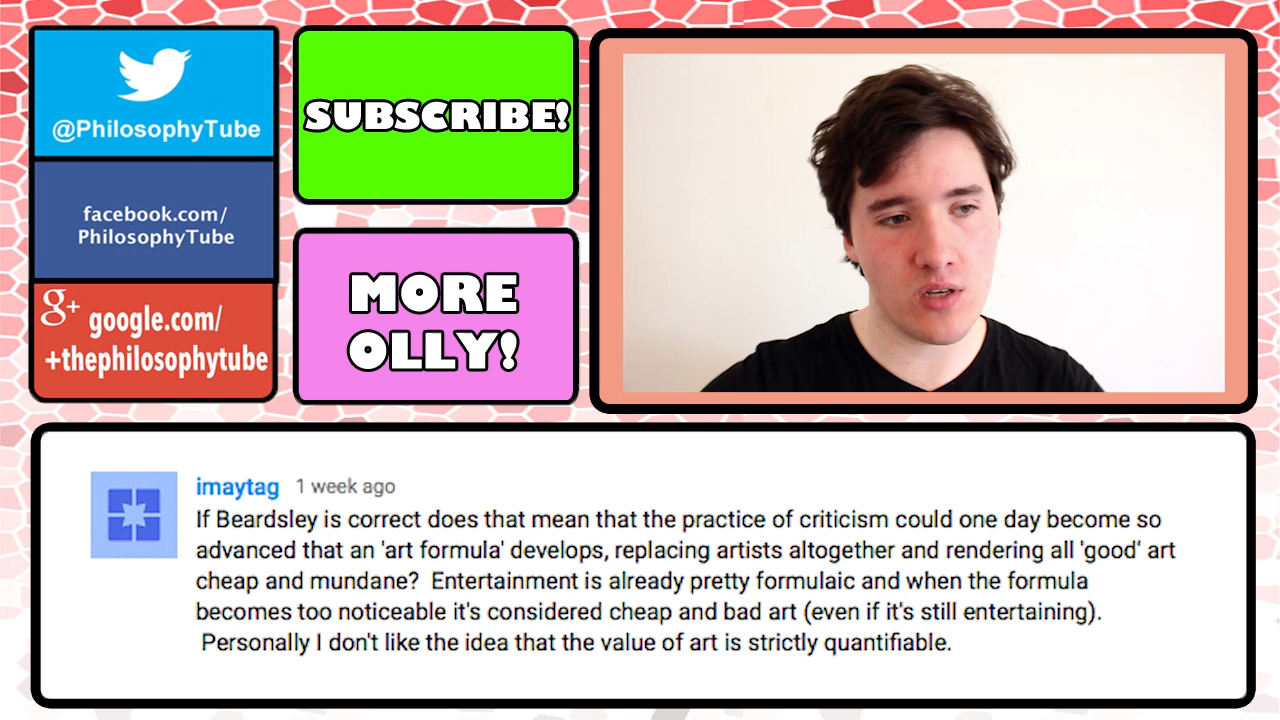 @PhilosophyTube
facebook.com/
PhilosophyTube
g+
google.com/
+thephilosophytube
SUBSCRIBE!
MORE
OLLY!
imaytag 1 week ago
If Beardsley is correct does that mean that the practice of criticism could one day become so
advanced that an 'art formula' develops, replacing artists altogether and rendering all 'good' art
cheap and mundane?  Entertainment is already pretty formulaic and when the formula
becomes too noticeable it's considered cheap and bad art (even if it's still entertaining).
Personally I don't like the idea that the value of art is strictly quantifiable.